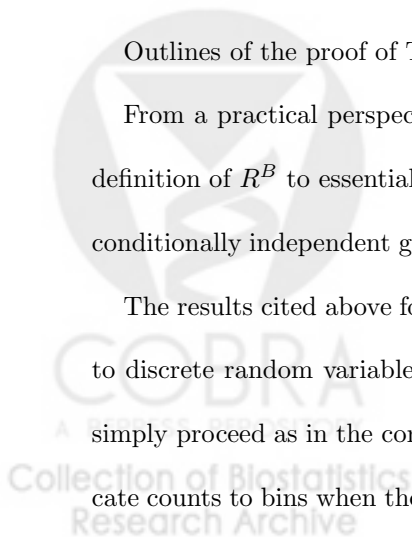 Outlines of the proof of T
From a practical perspec
definition of R^B to essential
conditionally independent g
The results cited above fo
to discrete random variable
COBRA
simply proceed as in the con
A BEPRESS REPOSITORY
Collection of Biostatistics
cate counts to bins when the
Research Archive